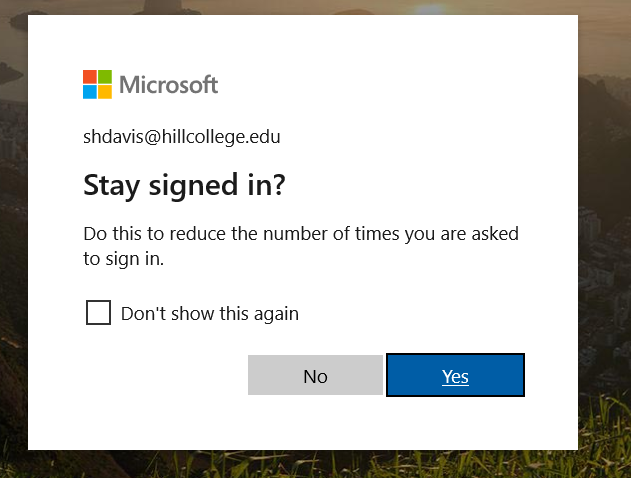 Microsoft
shdavis@hillcollege.edu
Stay signed in?
Do this to reduce the number of times you are asked
to sign in.
Don't show this again
No
Yes